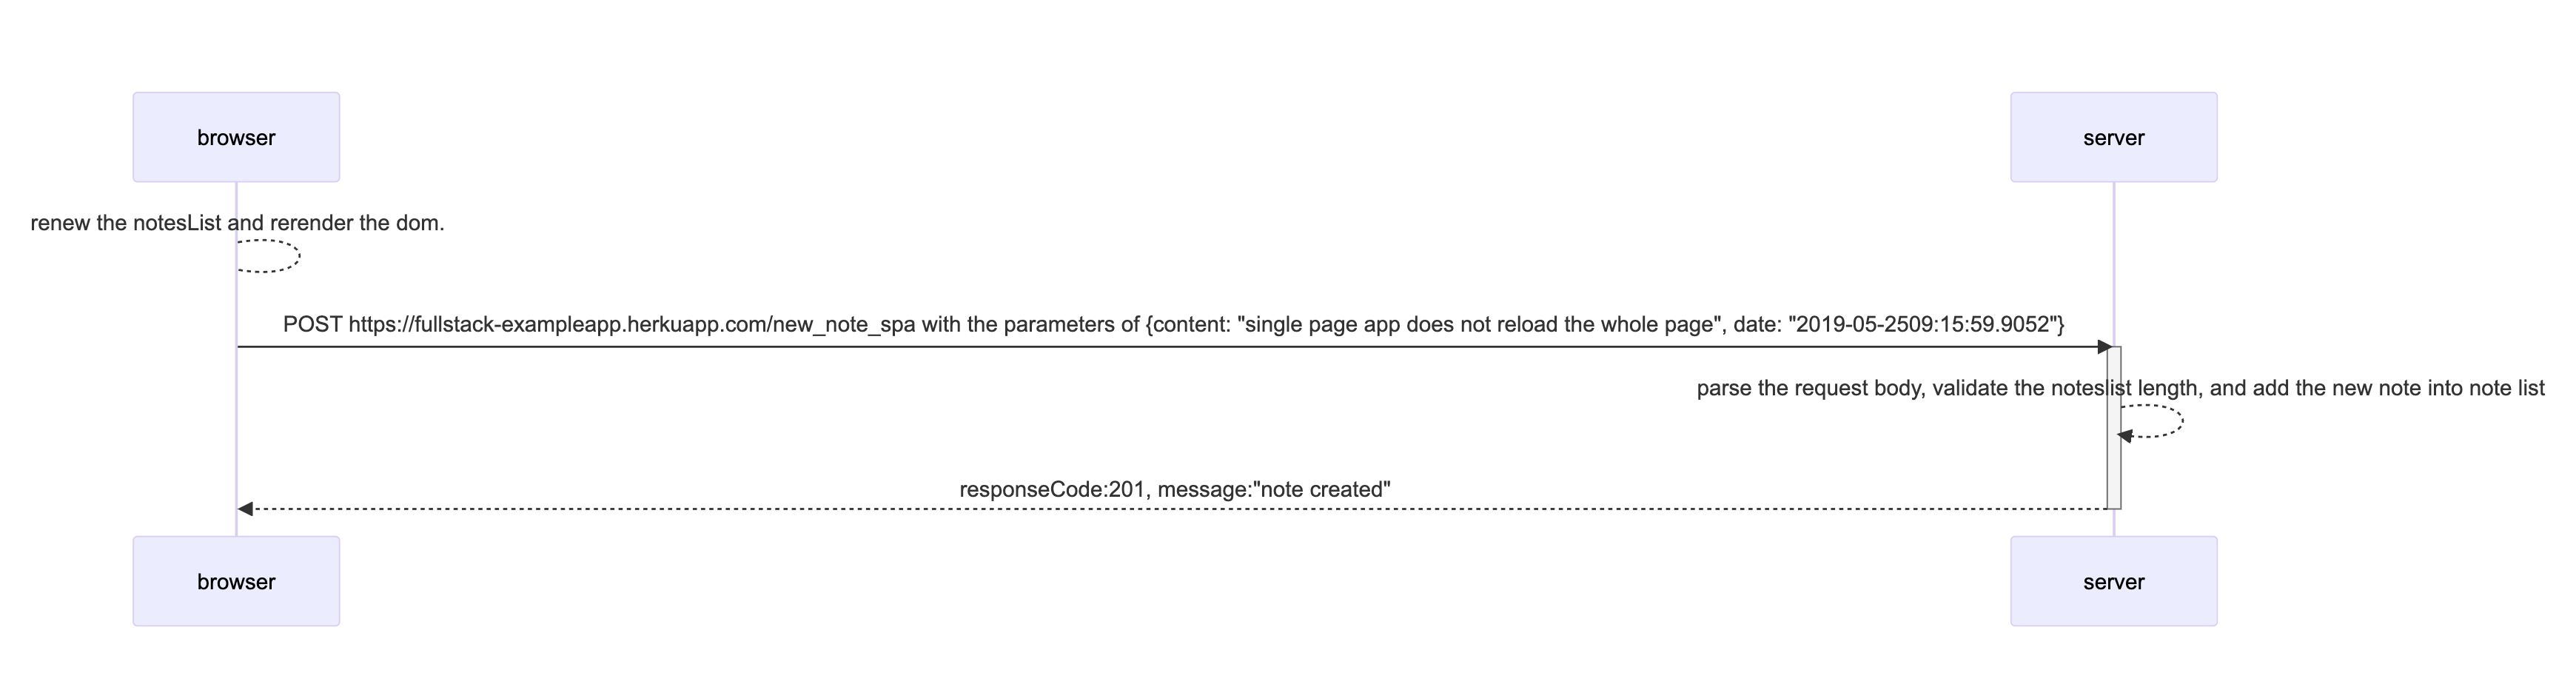 browser
server
renew the notesList and rerender the dom.
POST https://fullstack-exampleapp.herkuapp.com/new_note_spa with the parameters of {content: "single page app does not reload the whole page", date: "2019-05-2509:15:59.9052"}
parse the request body, validate the noteslist length, and add the new note into note list
responseCode:201, message:"note created"
browser
server